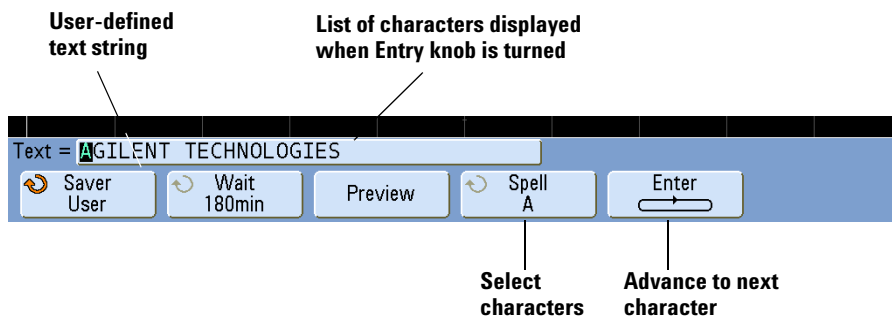 User-defined
text string
List of characters displayed
when Entry knob is turned
Text = AGILENT TECHNOLOGIES
Saver
User
Wait
180min
Preview
Spell
A
Enter
Select
characters
Advance to next
character